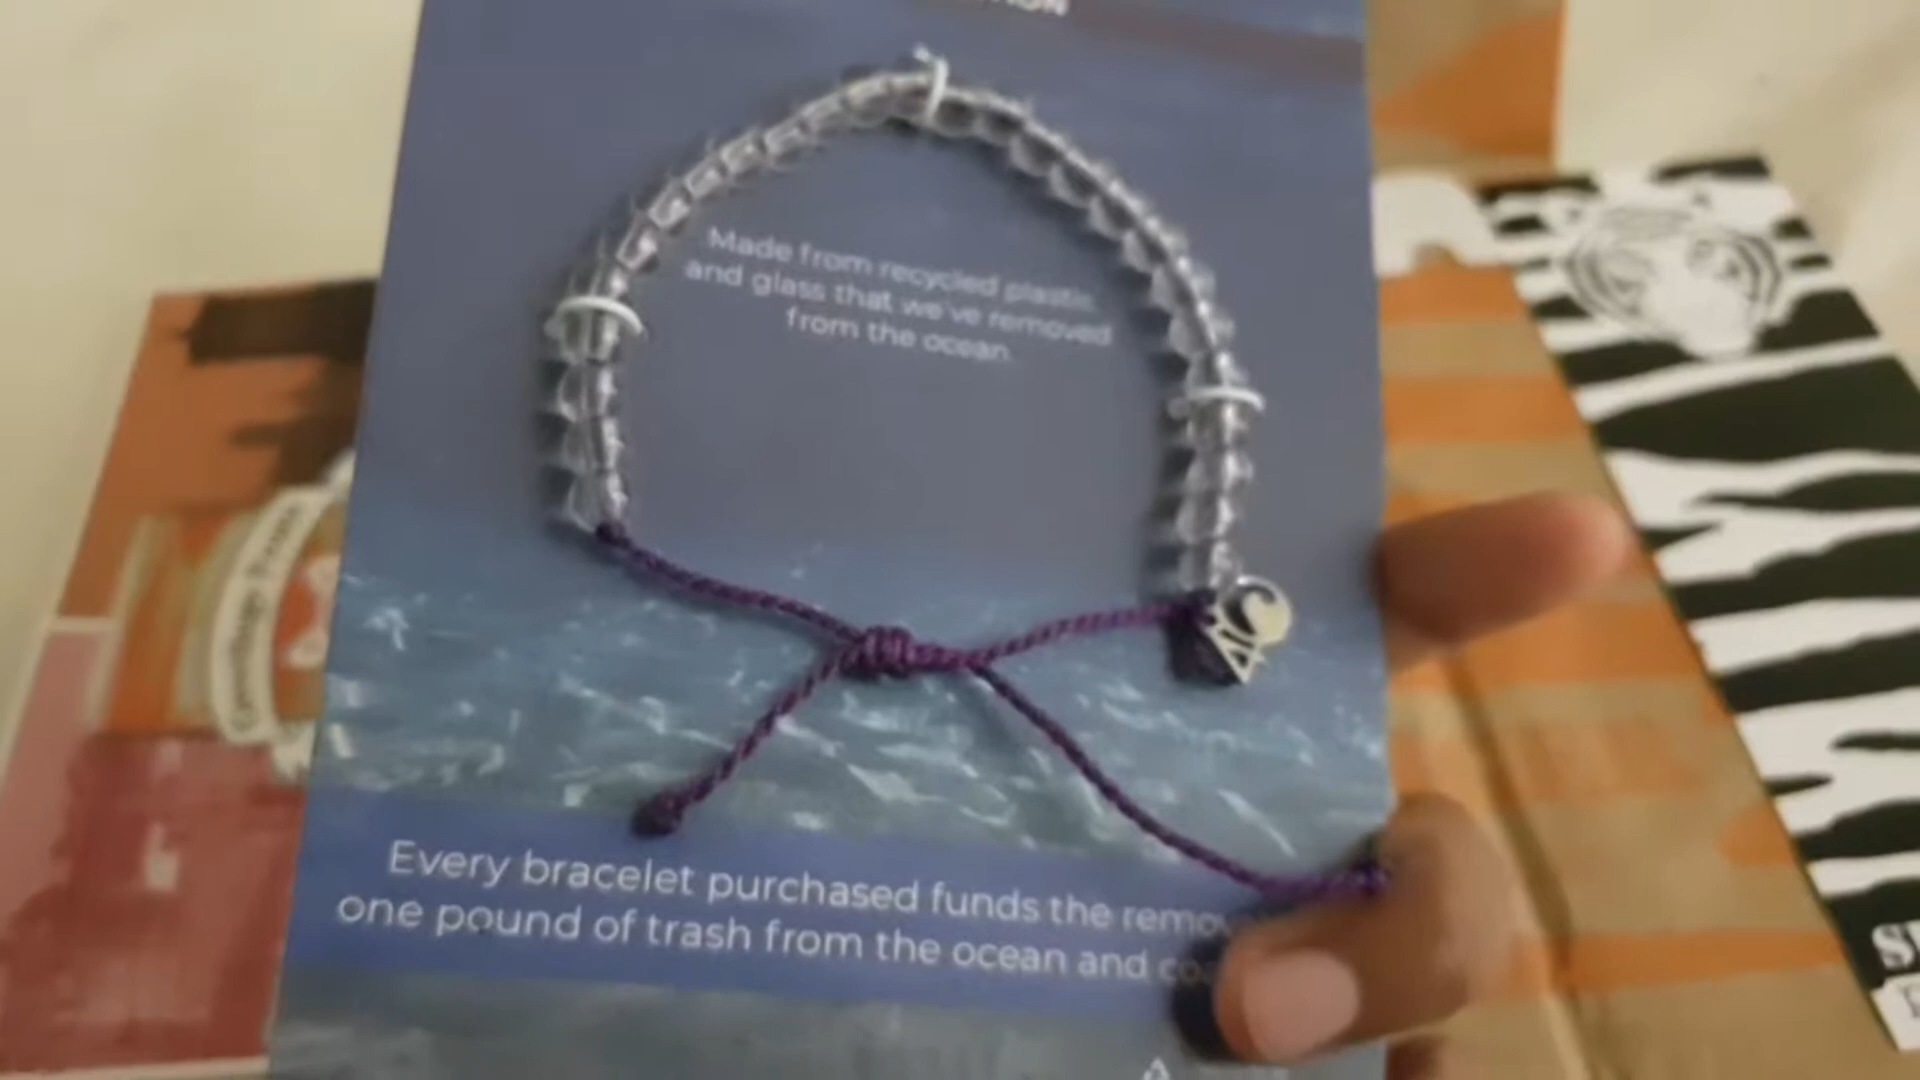 Made from recycled plastic
and glass that we've removed
from the ocean.
Every bracelet purchased funds the
one pound of trash from the ocean and